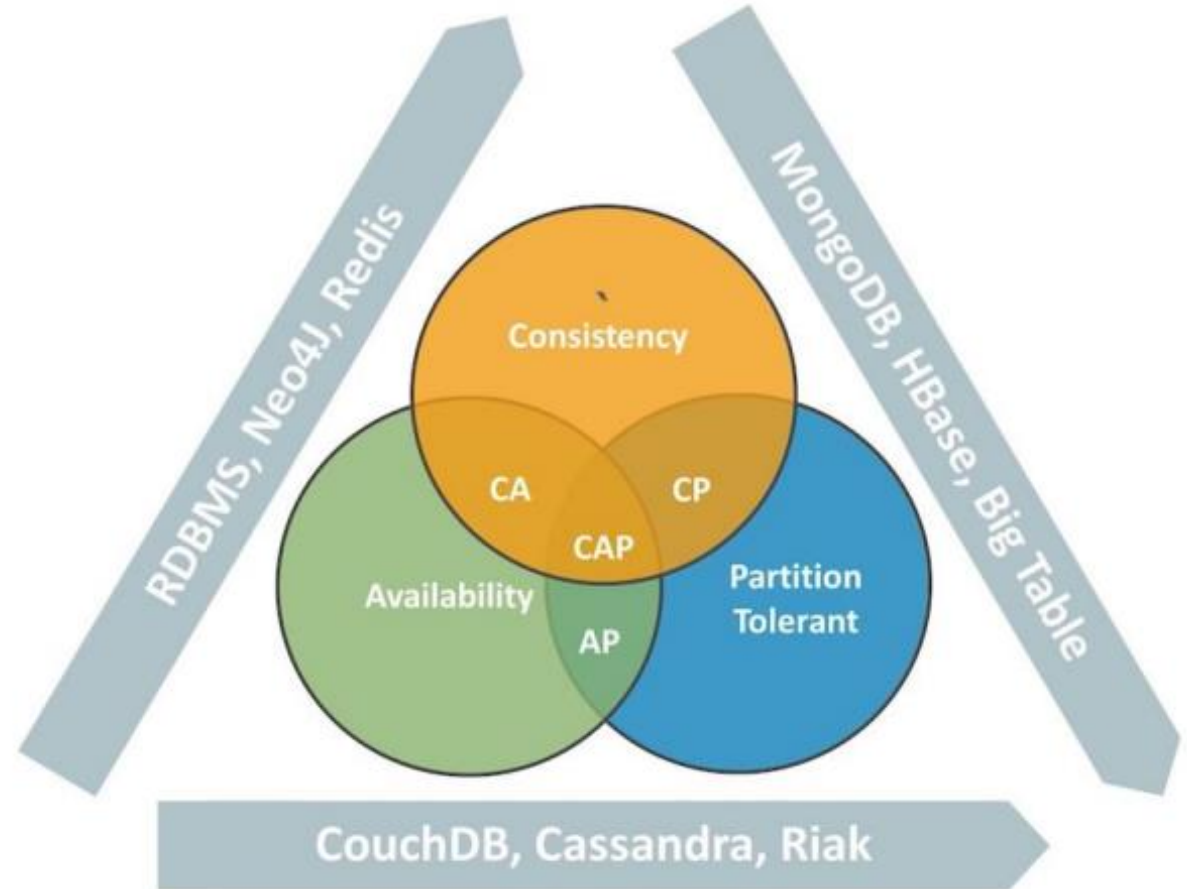 RDBMS, Neo4J, Redis
MongoDB, HBase, Big Table
`
Consistency
CA
CP
CAP
Availability
Partition
Tolerant
AP
CouchDB, Cassandra, Riak